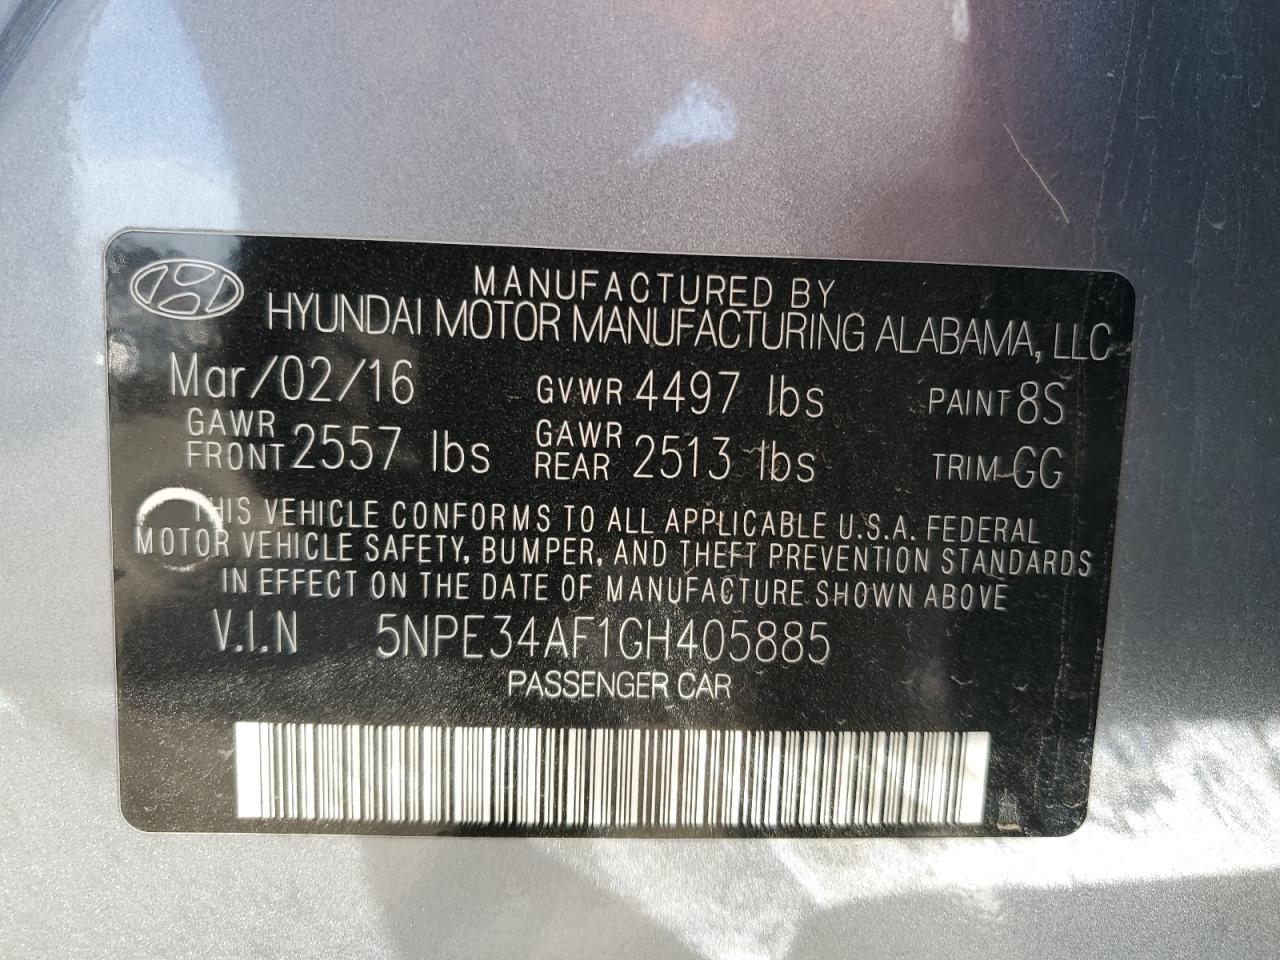 MANUFACTURED BY
HYUNDAI MOTOR MANUFACTURING ALABAMA, LLC
Mar/02/16 GVWR 4497 lbs PAINT 8S
GAWR FRONT 2557 lbs GAWR REAR 2513 lbs TRIM GG
THIS VEHICLE CONFORMS TO ALL APPLICABLE U.S.A. FEDERAL
MOTOR VEHICLE SAFETY, BUMPER, AND THEFT PREVENTION STANDARDS
IN EFFECT ON THE DATE OF MANUFACTURE SHOWN ABOVE
V.I.N 5NPE34AF1GH405885
PASSENGER CAR